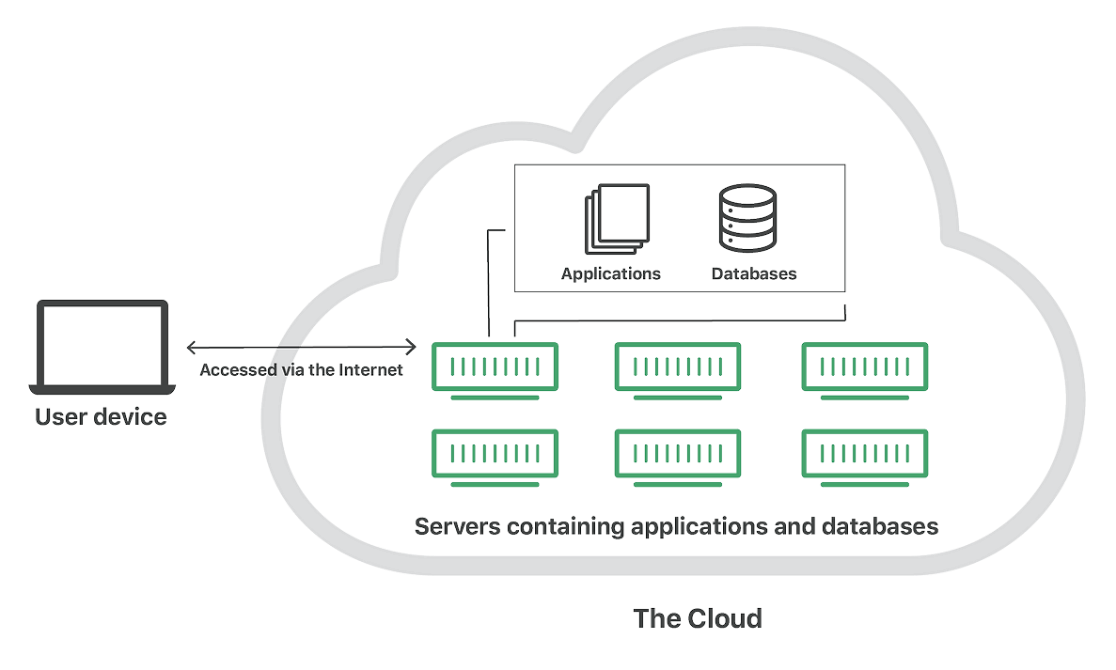 Applications
Databases
Accessed via the Internet
User device
Servers containing applications and databases
The Cloud